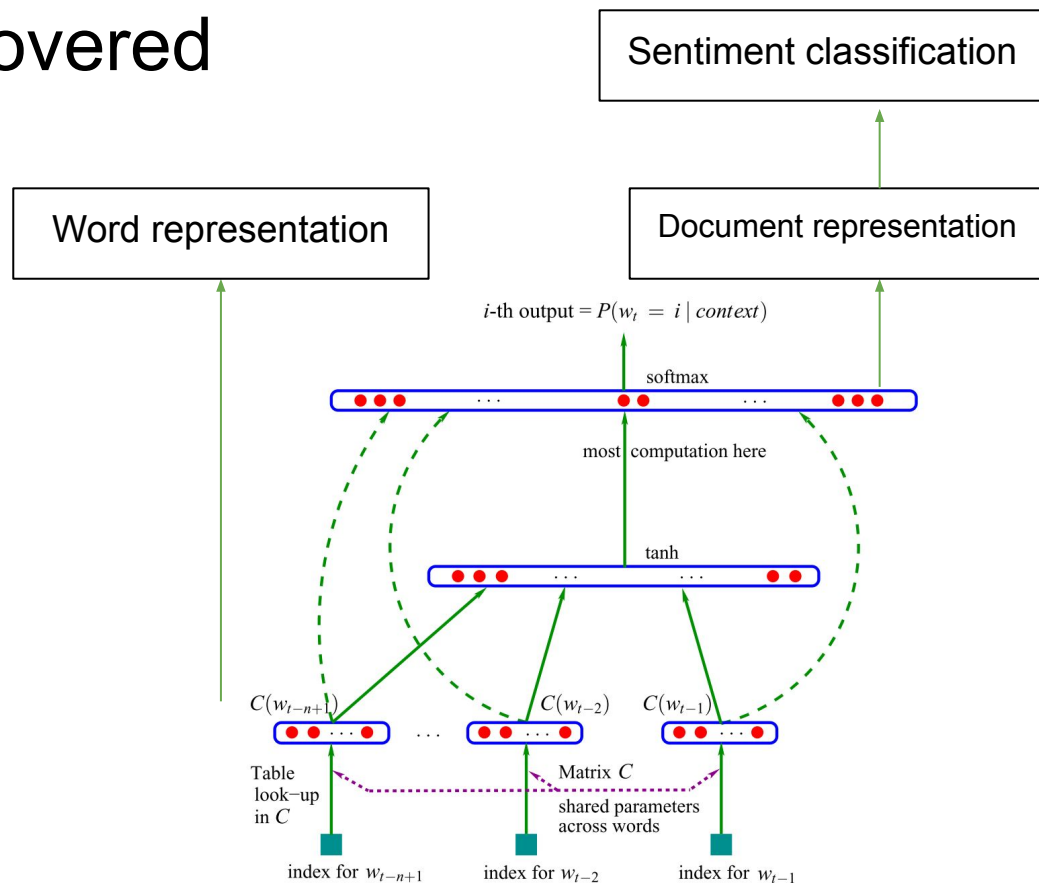 overed
Sentiment classification
Word representation
Document representation
i-th output = P(w_t = i | context)
softmax
. . .
. . .
most computation here
tanh
. . .
. . .
C(w_{t−n+1})
C(w_{t−2})
C(w_{t−1})
. . .
. . .
. . .
. . .
Table
look−up
in C
Matrix C
shared parameters
across words
index for w_{t−n+1}
index for w_{t−2}
index for w_{t−1}